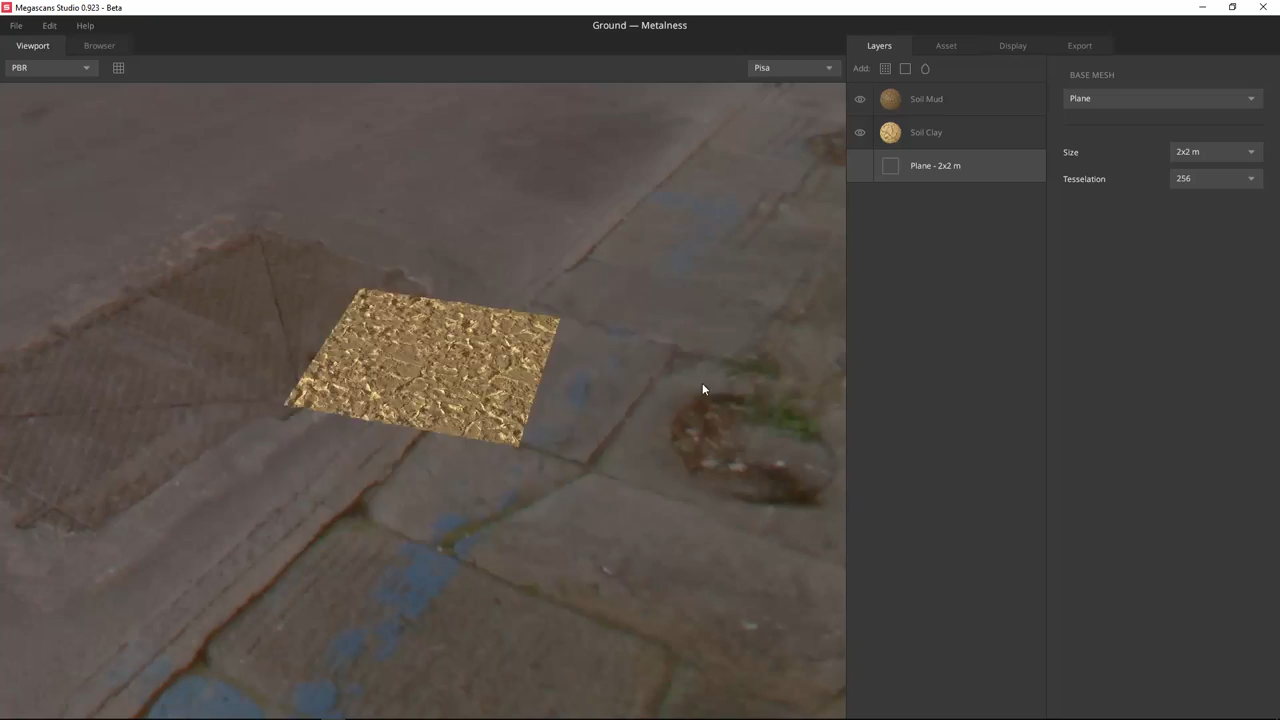 Megascans Studio 0.923 - Beta
File Edit Help
Ground — Metalness
Viewport Browser
Layers Asset Display Export
PBR
Pisa
Add:
BASE MESH
Plane
Soil Mud
Soil Clay
Plane - 2x2 m
Size 2x2 m
Tesselation 256